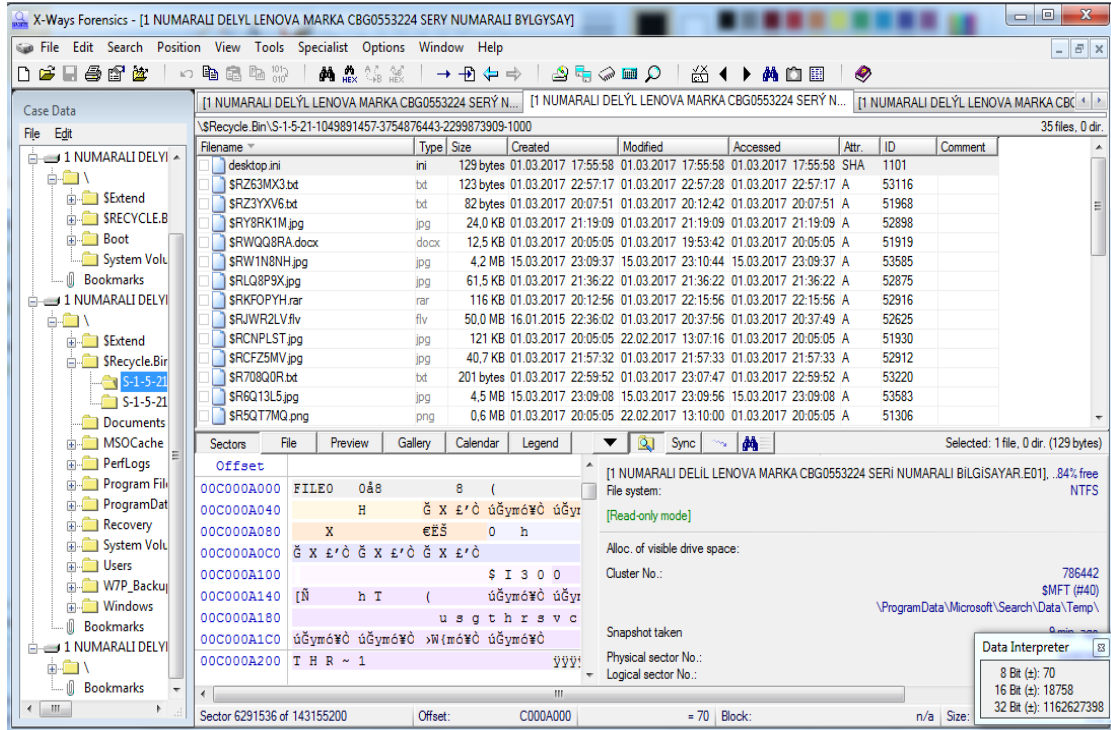 X-Ways Forensics - [1 NUMARALI DELYL LENOVA MARKA CBG0553224 SERY NUMARALI BYLGYSAY]
File Edit Search Position View Tools Specialist Options Window Help
Case Data
File Edit
1 NUMARALI DELYI
\
$Extend
$RECYCLE.B
Boot
System Volu
Bookmarks
1 NUMARALI DELYI
\
$Extend
$Recycle.Bin
S-1-5-21
S-1-5-21
Documents
MSOCache
PerfLogs
Program File
ProgramDat
Recovery
System Volu
Users
W7P_Backup
Windows
Bookmarks
1 NUMARALI DELYI
\
Bookmarks
[1 NUMARALI DELÝL LENOVA MARKA CBG0553224 SERÝ N... [1 NUMARALI DELÝL LENOVA MARKA CBG0553224 SERÝ N... [1 NUMARALI DELÝL LENOVA MARKA CBG
\$Recycle.Bin\S-1-5-21-1049891457-3754876443-2299873909-1000 35 files, 0 dir.
Filename Type Size Created Modified Accessed Attr. ID Comment
desktop.ini ini 129 bytes 01.03.2017 17:55:58 01.03.2017 17:55:58 01.03.2017 17:55:58 SHA 1101
$RZ63MX3.txt txt 123 bytes 01.03.2017 22:57:17 01.03.2017 22:57:28 01.03.2017 22:57:17 A 53116
$RZ3YXV6.txt txt 82 bytes 01.03.2017 20:07:51 01.03.2017 20:12:42 01.03.2017 20:07:51 A 51968
$RY8RK1M.jpg jpg 24,0 KB 01.03.2017 21:19:09 01.03.2017 21:19:09 01.03.2017 21:19:09 A 52898
$RWQQ8RA.docx docx 12,5 KB 01.03.2017 20:05:05 01.03.2017 19:53:42 01.03.2017 20:05:05 A 51919
$RW1N8NH.jpg jpg 4,2 MB 15.03.2017 23:09:37 15.03.2017 23:10:44 15.03.2017 23:09:37 A 53585
$RLQ8P9X.jpg jpg 61,5 KB 01.03.2017 21:36:22 01.03.2017 21:36:22 01.03.2017 21:36:22 A 52875
$RKFOPYH.rar rar 116 KB 01.03.2017 20:12:56 01.03.2017 22:15:56 01.03.2017 22:15:56 A 52916
$RJWR2LV.flv flv 50,0 MB 16.01.2015 22:36:02 01.03.2017 20:37:56 01.03.2017 20:37:49 A 52625
$RCNPLST.jpg jpg 121 KB 01.03.2017 20:05:05 22.02.2017 13:07:16 01.03.2017 20:05:05 A 51930
$RCFZ5MV.jpg jpg 40,7 KB 01.03.2017 21:57:32 01.03.2017 21:57:33 01.03.2017 21:57:33 A 52912
$R708Q0R.txt txt 201 bytes 01.03.2017 22:59:52 01.03.2017 23:07:47 01.03.2017 22:59:52 A 53220
$R6Q13L5.jpg jpg 4,5 MB 15.03.2017 23:09:08 15.03.2017 23:09:56 15.03.2017 23:09:08 A 53583
$R5QT7MQ.png png 0,6 MB 01.03.2017 20:05:05 22.02.2017 13:10:00 01.03.2017 20:05:05 A 51306
Sectors File Preview Gallery Calendar Legend Sync Selected: 1 file, 0 dir. (129 bytes)
Offset
00C000A000 FILE0 0å8 8 (
00C000A040 H Ğ X £'Ò úĞymó¥Ò úĞyı
00C000A080 X €ËŠ 0 h
00C000A0C0 Ğ X £'Ò Ğ X £'Ò Ğ X £'Ò
00C000A100 $ I 3 0 0
00C000A140 [Ñ h T ( úĞymó¥Ò úĞyı
00C000A180 u s g t h r s v c
00C000A1C0 úĞymó¥Ò úĞymó¥Ò ›W{mó¥Ò úĞymó¥Ò
00C000A200 T H R ~ 1 ÿÿÿ
[1 NUMARALI DELİL LENOVA MARKA CBG0553224 SERİ NUMARALI BİLGİSAYAR.E01], ..84% free
File system: NTFS
[Read-only mode]
Alloc. of visible drive space:
Cluster No.: 786442
$MFT (#40)
\ProgramData\Microsoft\Search\Data\Temp\
Snapshot taken 9 min. ago
Physical sector No.:
Logical sector No.:
Data Interpreter
8 Bit (±): 70
16 Bit (±): 18758
32 Bit (±): 1162627398
Sector 6291536 of 143155200 Offset: C000A000 = 70 Block: n/a Size: